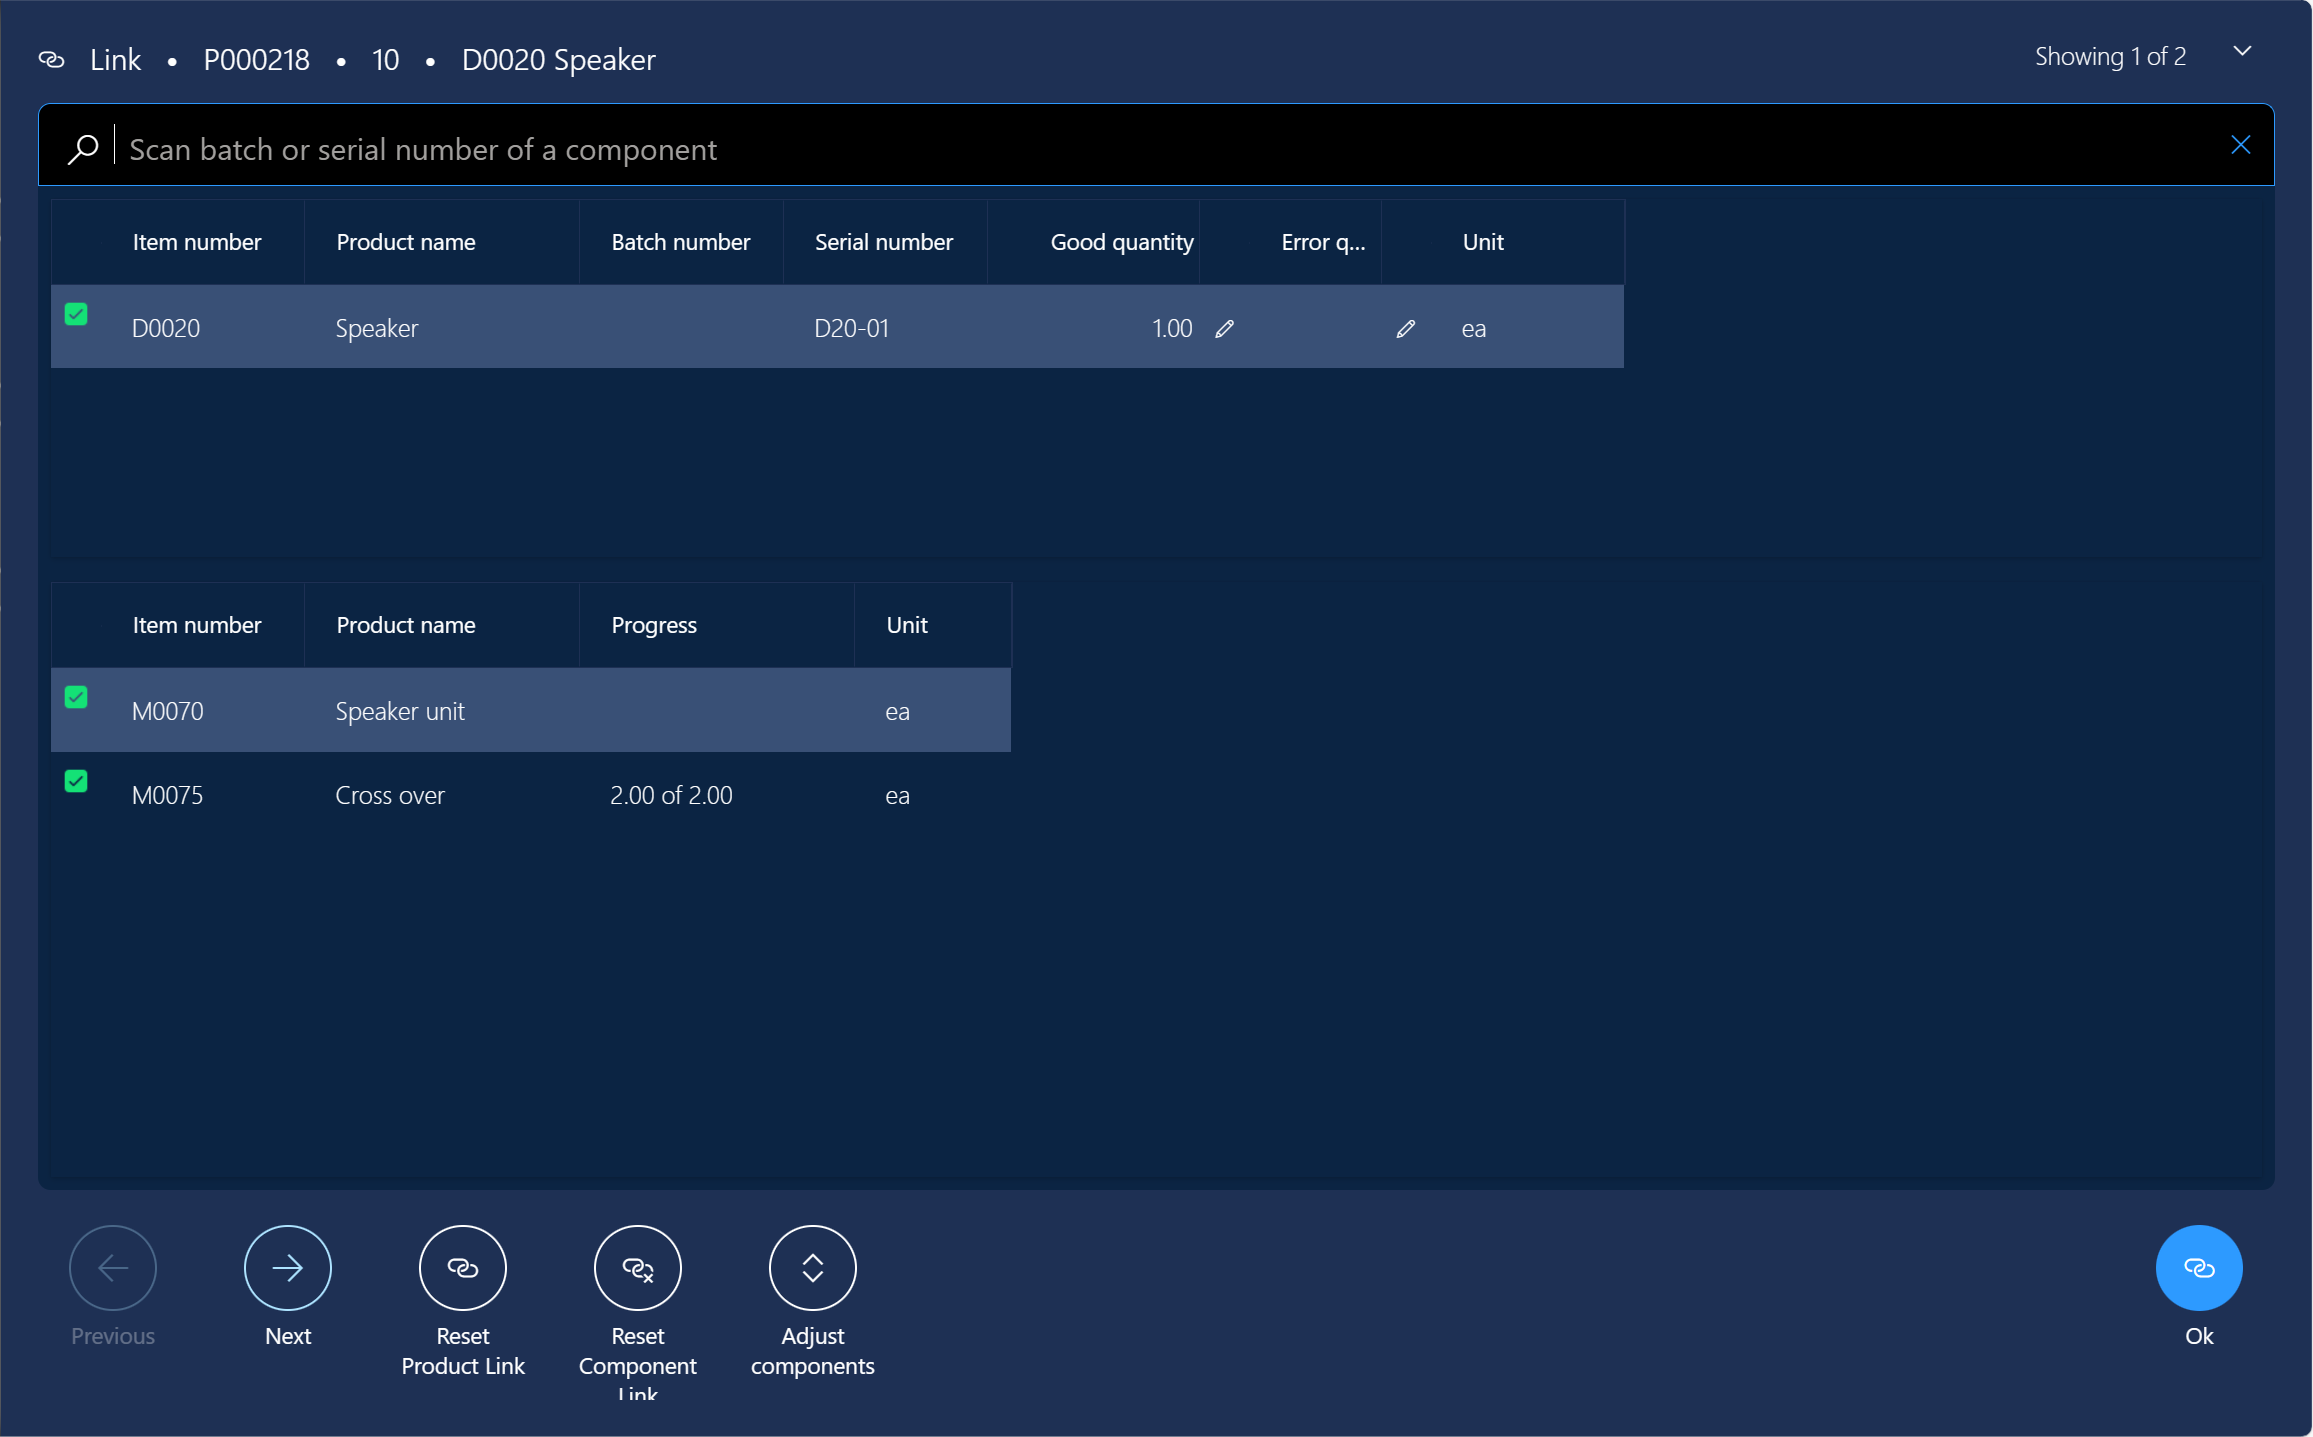 Link • P000218 • 10 • D0020 Speaker
Showing 1 of 2
Scan batch or serial number of a component
Item number Product name Batch number Serial number Good quantity Error q... Unit
D0020 Speaker D20-01 1.00 ea
Item number Product name Progress Unit
M0070 Speaker unit ea
M0075 Cross over 2.00 of 2.00 ea
Previous
Next
Reset
Product Link
Reset
Component
Link
Adjust
components
Ok